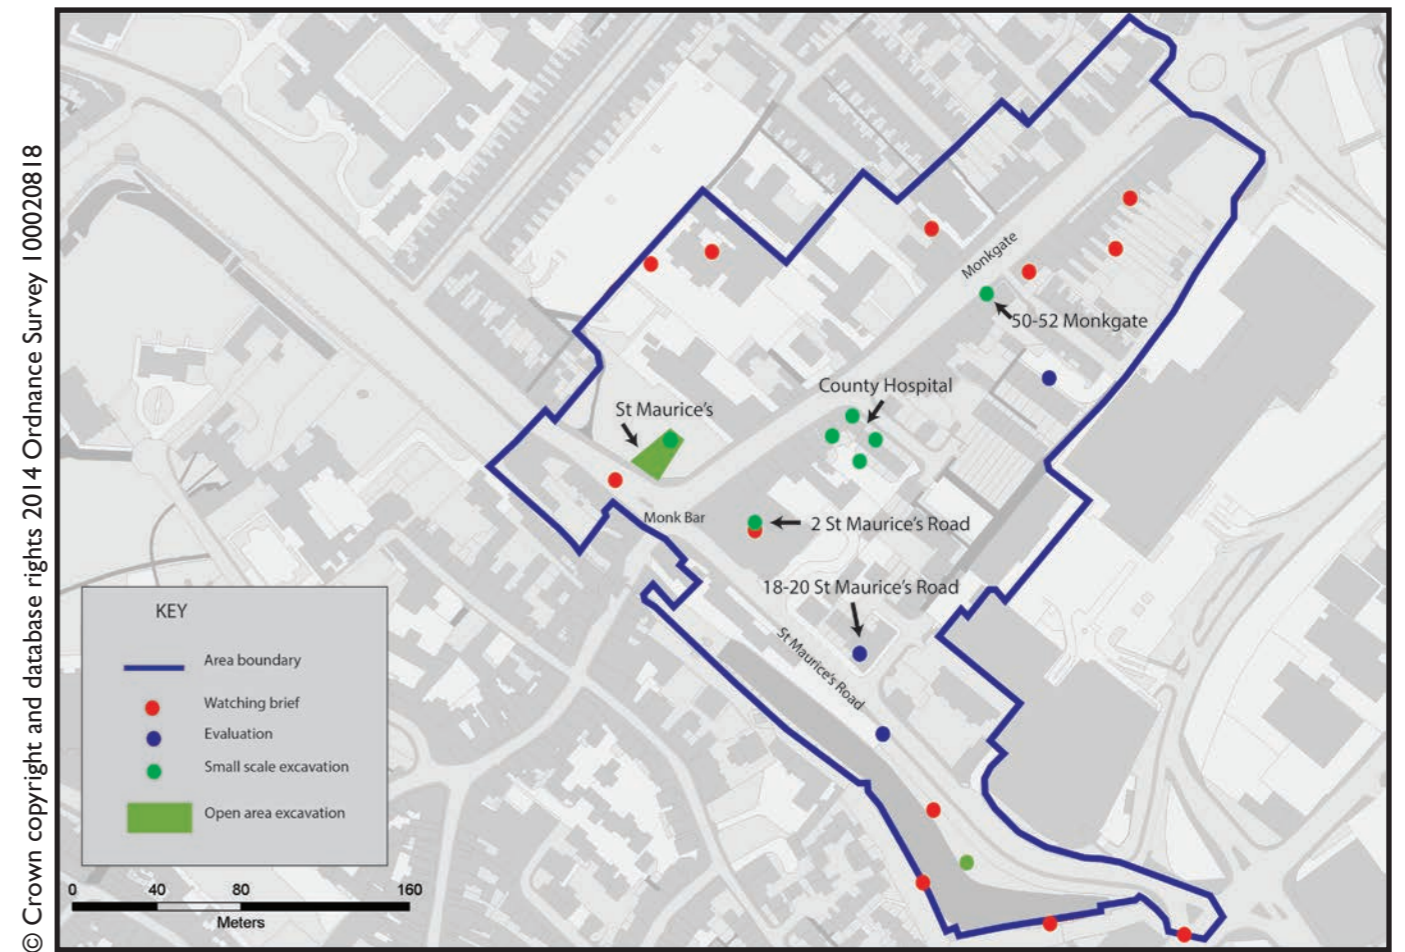 © Crown copyright and database rights 2014 Ordnance Survey 100020818
Monkgate
50-52 Monkgate
County Hospital
St Maurice's
Monk Bar
2 St Maurice's Road
18-20 St Maurice's Road
St Maurice's Road
KEY
Area boundary
Watching brief
Evaluation
Small scale excavation
Open area excavation
0 40 80 160
Meters